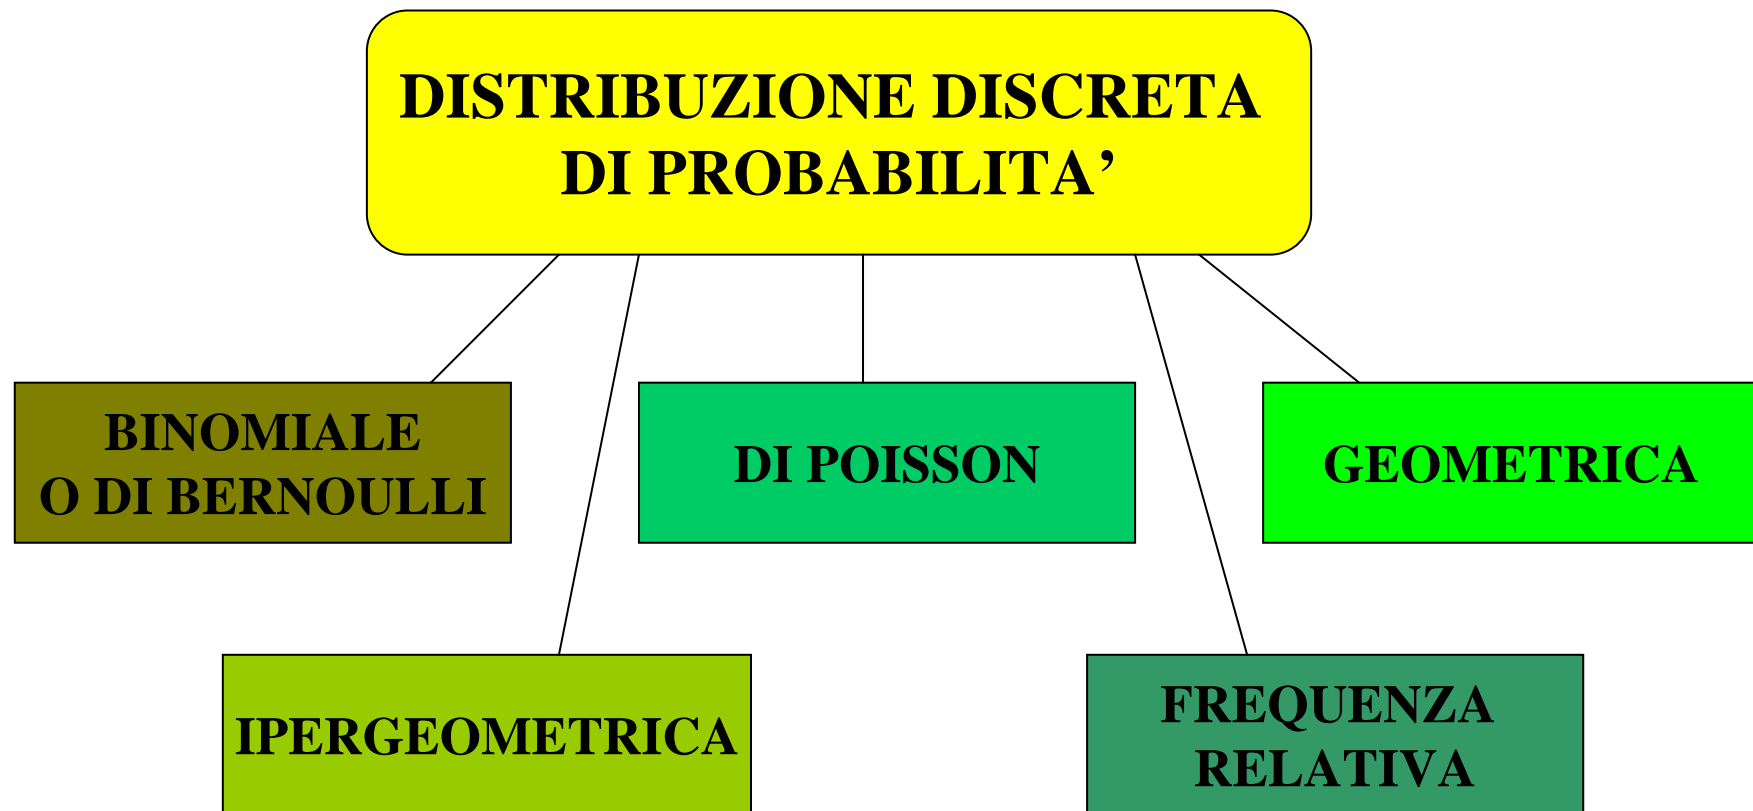 DISTRIBUZIONE DISCRETA
DI PROBABILITA’
BINOMIALE
O DI BERNOULLI
DI POISSON
GEOMETRICA
IPERGEOMETRICA
FREQUENZA
RELATIVA